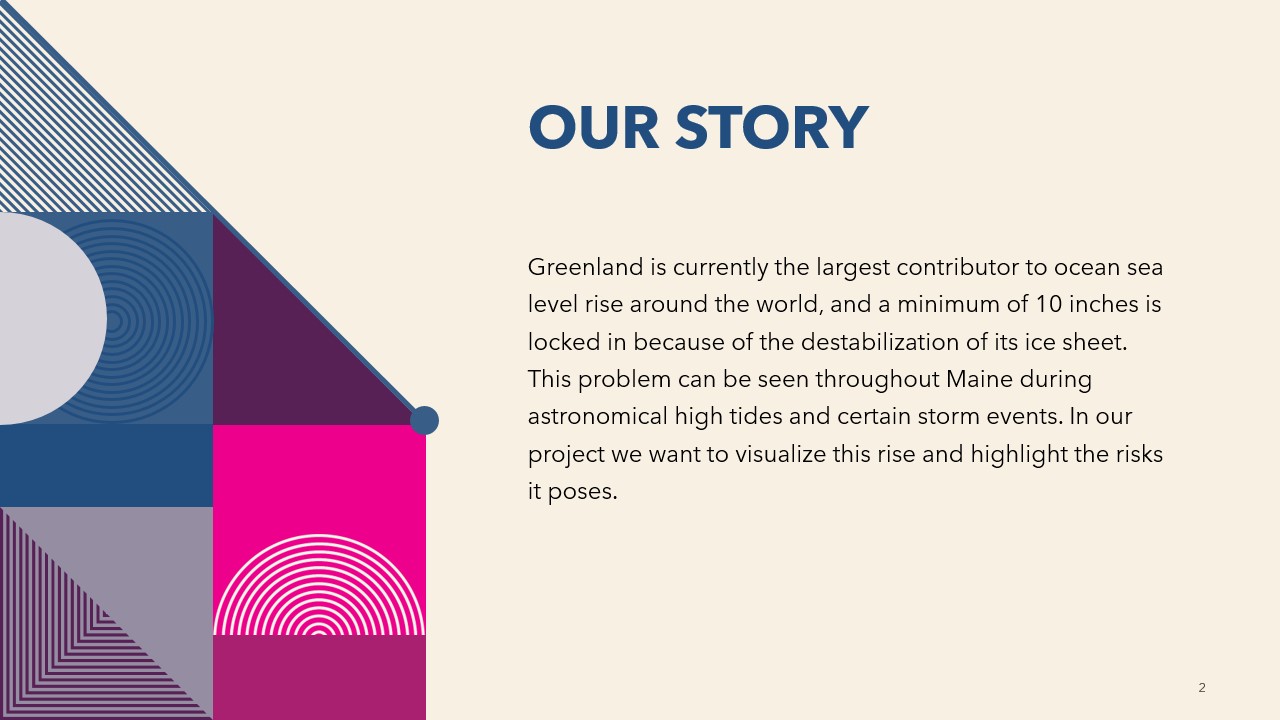 OUR STORY
Greenland is currently the largest contributor to ocean sea
level rise around the world, and a minimum of 10 inches is
locked in because of the destabilization of its ice sheet.
This problem can be seen throughout Maine during
astronomical high tides and certain storm events. In our
project we want to visualize this rise and highlight the risks
it poses.
2